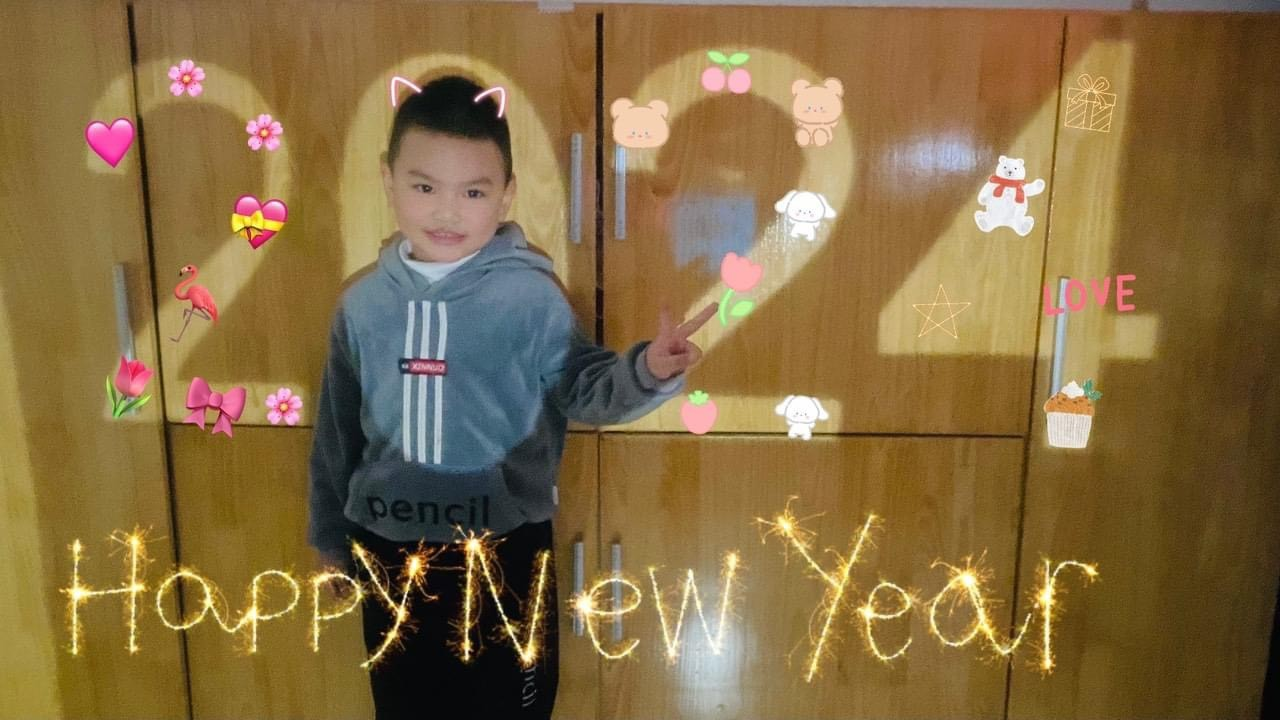 2024
LOVE
XINNUO
pencil
Happy New Year